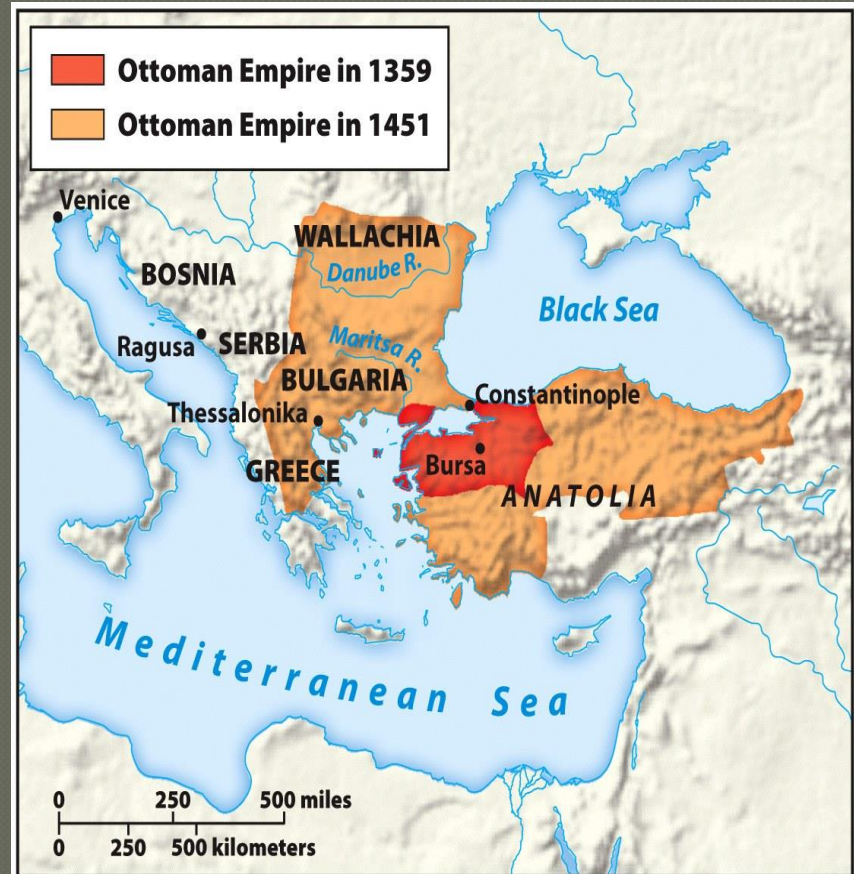 Ottoman Empire in 1359
Ottoman Empire in 1451
Venice
WALLACHIA
Danube R.
BOSNIA
Black Sea
Ragusa
SERBIA
Maritsa R.
BULGARIA
Constantinople
Thessalonika
Bursa
GREECE
ANATOLIA
Mediterranean Sea
0 250 500 miles
0 250 500 kilometers